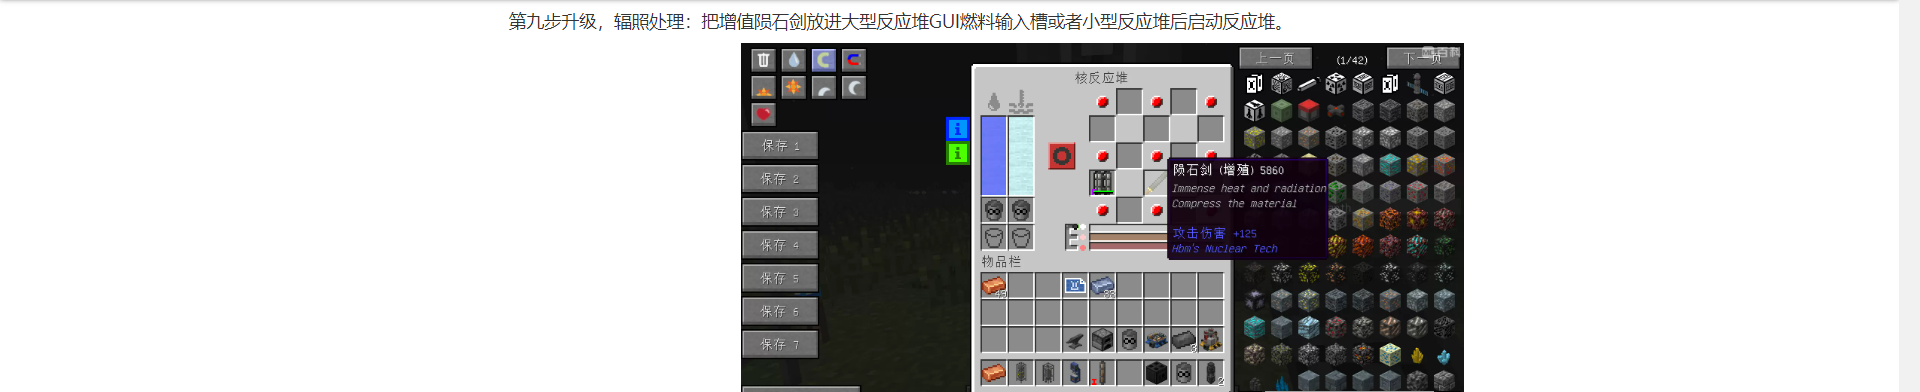 第九步升级，辐照处理：把增值陨石剑放进大型反应堆GUI燃料输入槽或者小型反应堆后启动反应堆。
上一页
(1/42)
下一页
核反应堆
保存 1
保存 2
保存 3
保存 4
保存 5
保存 6
保存 7
陨石剑 (增殖) 5860
Immense heat and radiation
Compress the material
攻击伤害 +125
Hbm's Nuclear Tech
物品栏
49
3
2